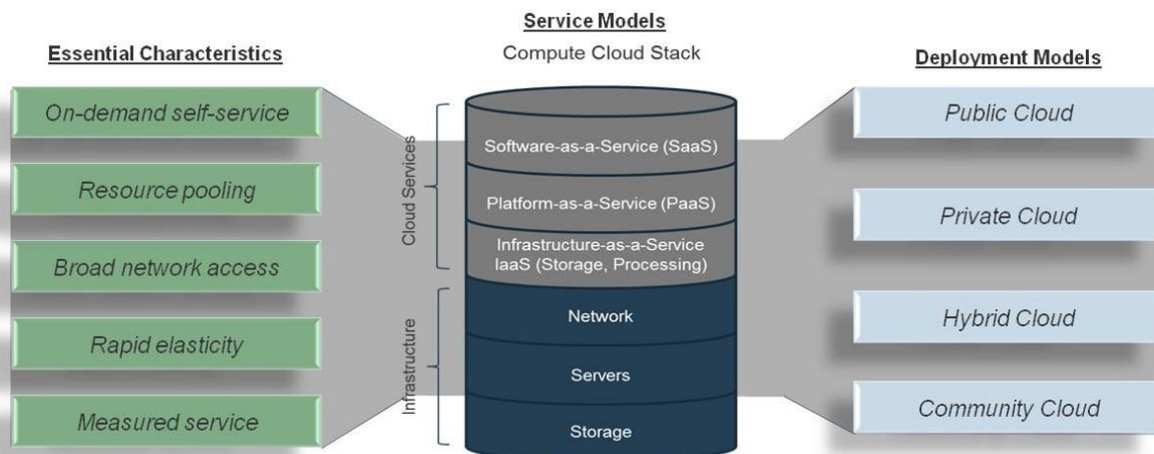 Service Models
Compute Cloud Stack
Essential Characteristics
On-demand self-service
Resource pooling
Broad network access
Rapid elasticity
Measured service
Cloud Services
Infrastructure
Software-as-a-Service (SaaS)
Platform-as-a-Service (PaaS)
Infrastructure-as-a-Service
IaaS (Storage, Processing)
Network
Servers
Storage
Deployment Models
Public Cloud
Private Cloud
Hybrid Cloud
Community Cloud